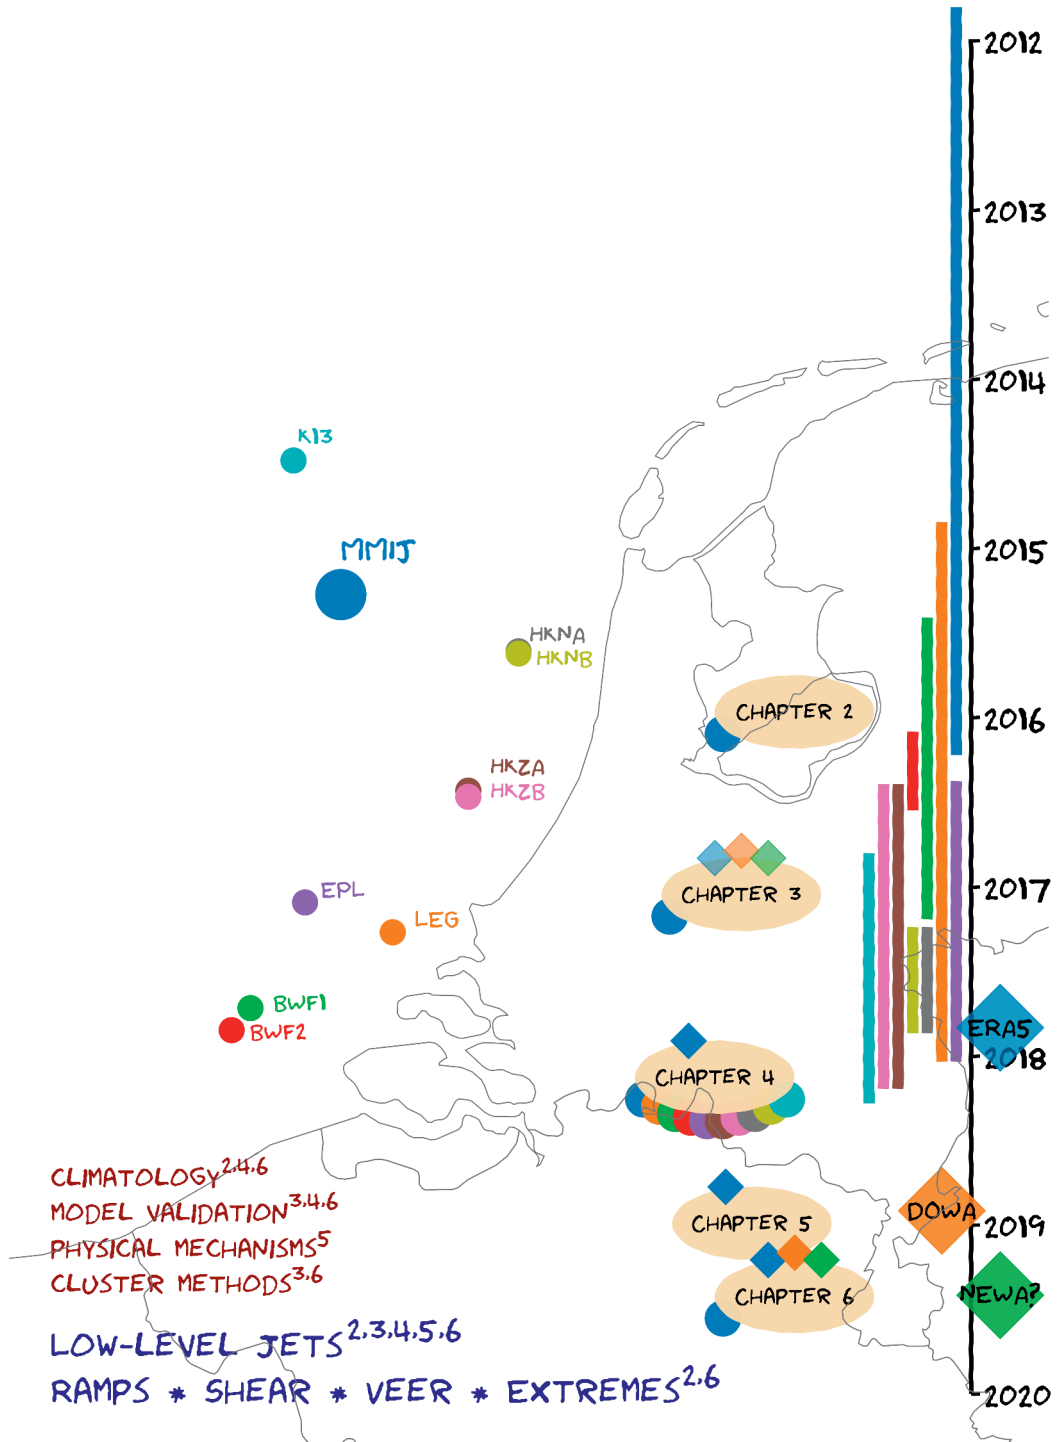 2012
2013
2014
K13
MMIJ
2015
HKNA
HKNB
CHAPTER 2
2016
HKZA
HKZB
EPL
CHAPTER 3
2017
LEG
BWF1
BWF2
ERA5
2018
CHAPTER 4
CLIMATOLOGY2,4,6
MODEL VALIDATION3,4,6
PHYSICAL MECHANISMS5
CLUSTER METHODS3,6
DOWA
CHAPTER 5
2019
CHAPTER 6
NEWA?
LOW-LEVEL JETS2,3,4,5,6
RAMPS * SHEAR * VEER * EXTREMES2,6
2020